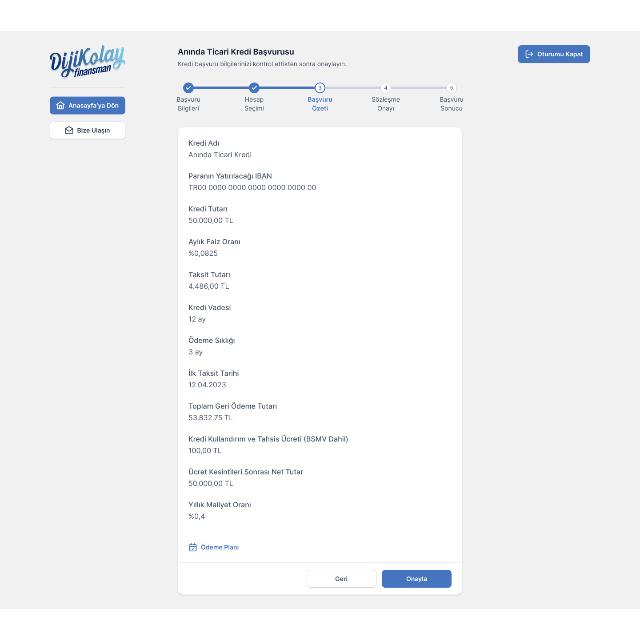 DijiKolay
finansman
Anasayfa'ya Dön
Bize Ulaşın
Anında Ticari Kredi Başvurusu
Kredi başvuru bilgilerinizi kontrol ettikten sonra onaylayın.
Oturumu Kapat
3
4
5
Başvuru
Bilgileri
Hesap
Seçimi
Başvuru
Özeti
Sözleşme
Onayı
Başvuru
Sonucu
Kredi Adı
Anında Ticari Kredi
Paranın Yatırılacağı IBAN
TR00 0000 0000 0000 0000 0000 00
Kredi Tutarı
50.000,00 TL
Aylık Faiz Oranı
%0,0825
Taksit Tutarı
4.486,00 TL
Kredi Vadesi
12 ay
Ödeme Sıklığı
3 ay
İlk Taksit Tarihi
12.04.2023
Toplam Geri Ödeme Tutarı
53.832,75 TL
Kredi Kullandırım ve Tahsis Ücreti (BSMV Dahil)
100,00 TL
Ücret Kesintileri Sonrası Net Tutar
50,000,00 TL
Yıllık Maliyet Oranı
%0,4
Ödeme Planı
Geri
Onayla